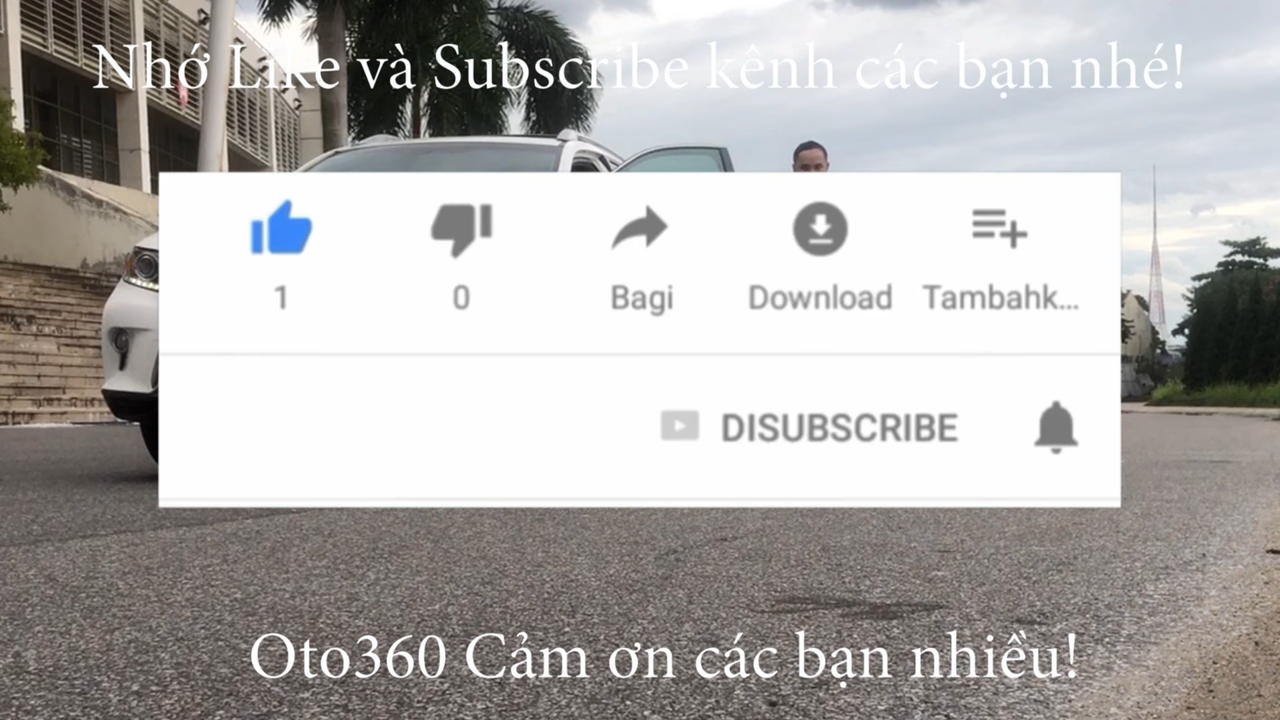 Nhớ Like và Subscribe kênh các bạn nhé!
1 0 Bagi Download Tambahk...
DISUBSCRIBE
Oto360 Cảm ơn các bạn nhiều!